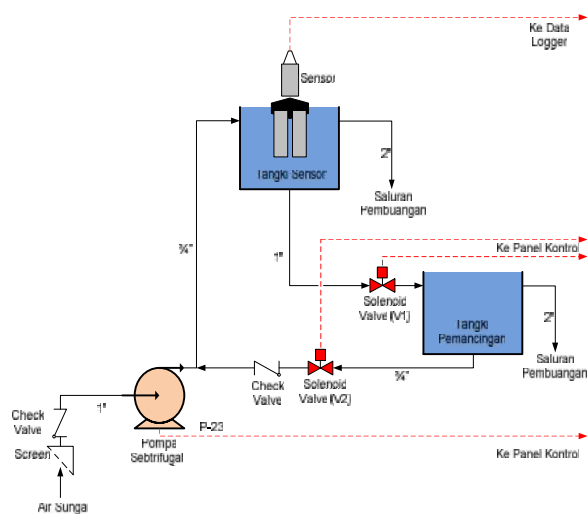 Ke Data
Logger
Sensor
Tangki Sensor
2"
Saluran
Pembuangan
¾"
1"
Ke Panel Kontrol
Solenoid
Valve (V1)
Tangki
Pemancingan
2"
Saluran
Pembuangan
¾"
Check
Valve
Solenoid
Valve (V2)
1"
Check
Valve
P-23
Screen
Pompa
Sebtrifugal
Ke Panel Kontrol
Air Sungai